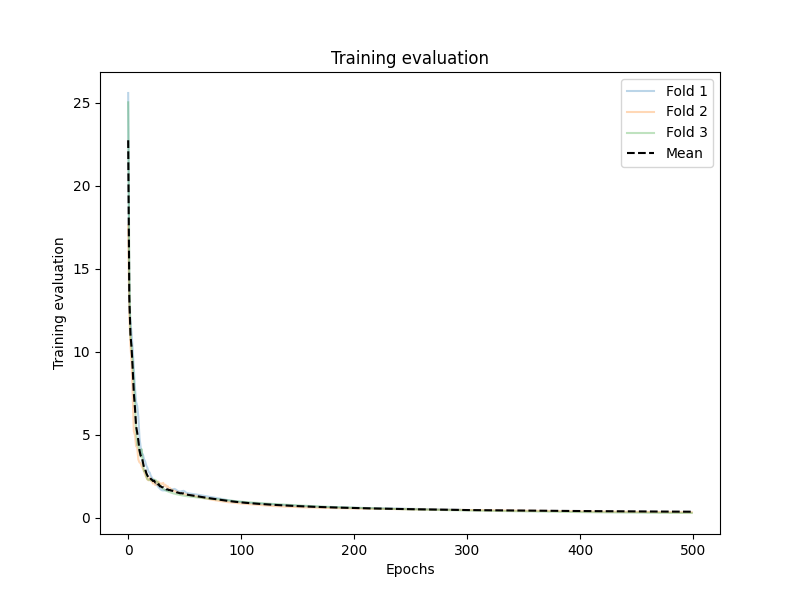 Training evaluation
Fold 1
Fold 2
Fold 3
Mean
Training evaluation
25
20
15
10
5
0
0 100 200 300 400 500
Epochs